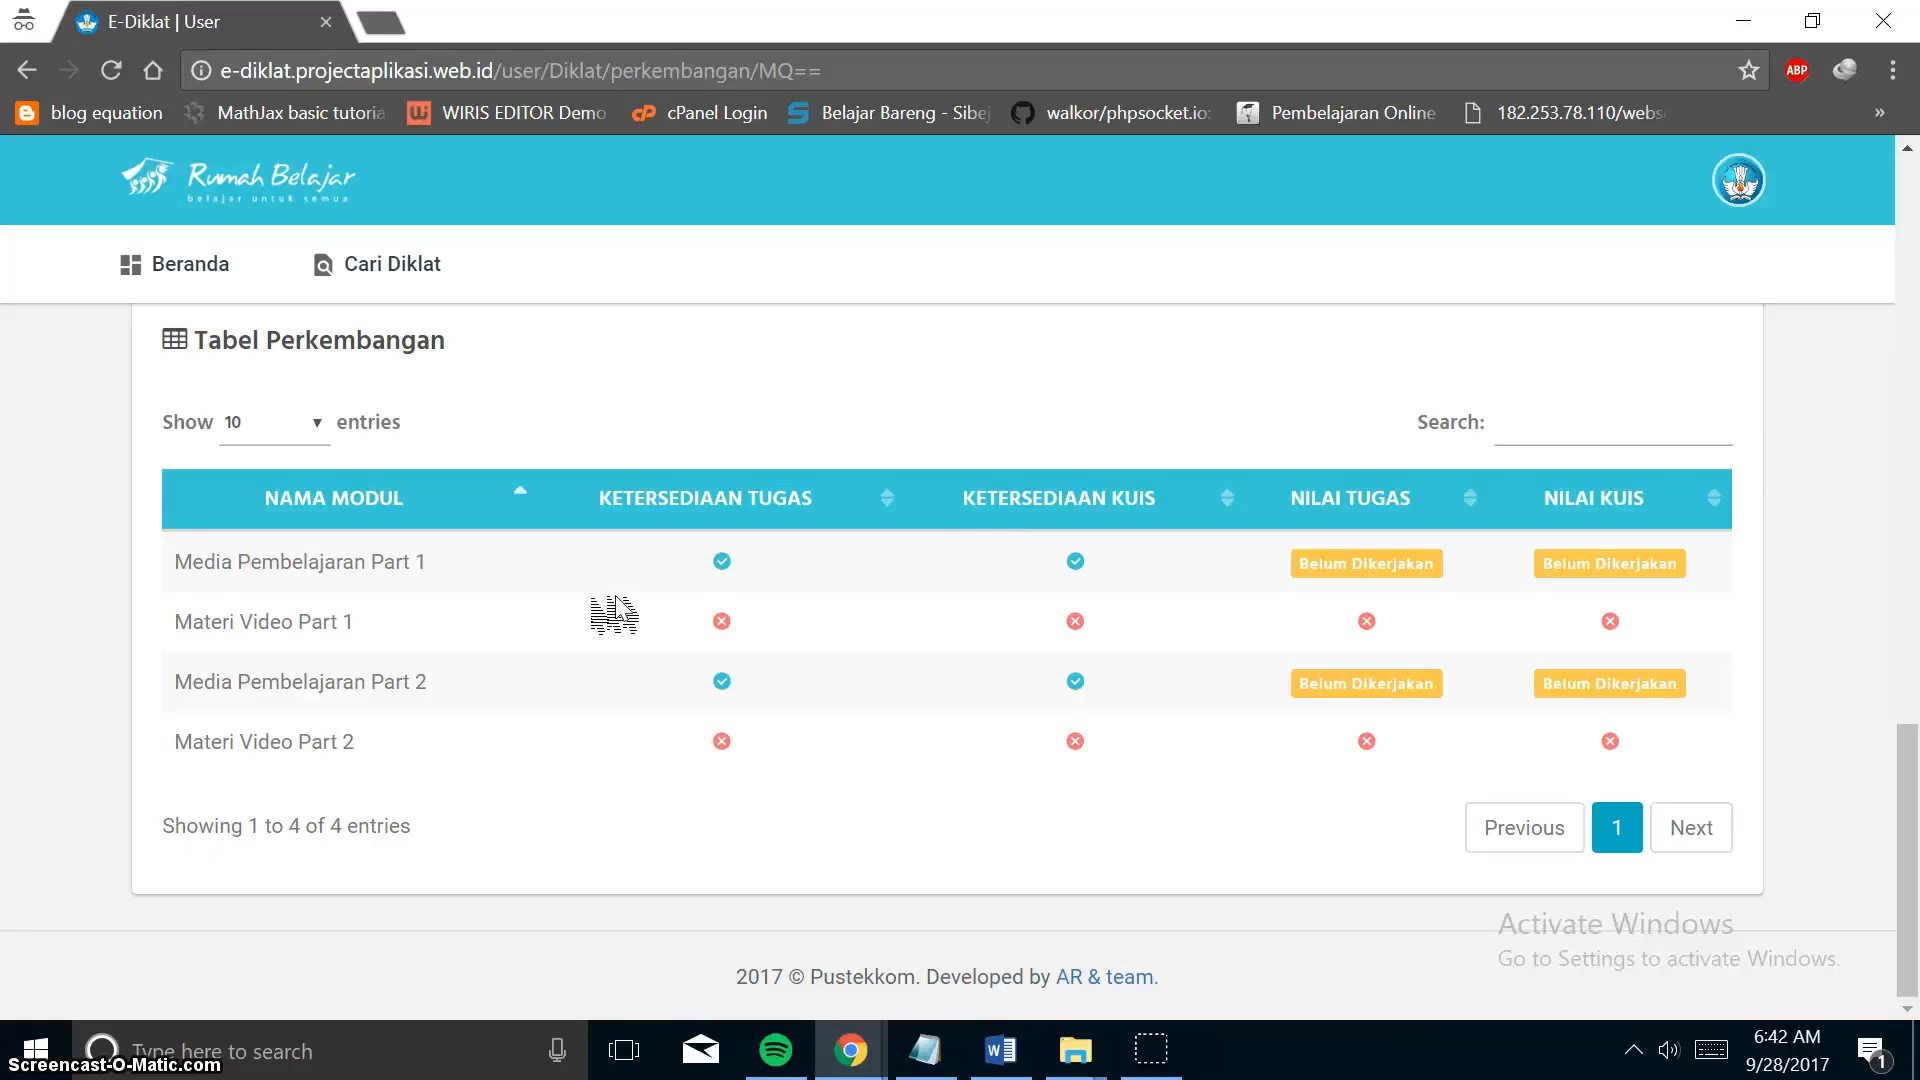 E-Diklat | User
e-diklat.projectaplikasi.web.id/user/Diklat/perkembangan/MQ==
ABP
blog equation
MathJax basic tutoria
WIRIS EDITOR Demo
cPanel Login
Belajar Bareng - Sibej
walkor/phpsocket.io:
Pembelajaran Online
182.253.78.110/webs
»
Rumah Belajar
belajar untuk semua
Beranda
Cari Diklat
Tabel Perkembangan
Show 10 entries
Search:
NAMA MODUL KETERSEDIAAN TUGAS KETERSEDIAAN KUIS NILAI TUGAS NILAI KUIS
Media Pembelajaran Part 1 Belum Dikerjakan Belum Dikerjakan
Materi Video Part 1
Media Pembelajaran Part 2 Belum Dikerjakan Belum Dikerjakan
Materi Video Part 2
Showing 1 to 4 of 4 entries
Previous 1 Next
Activate Windows
Go to Settings to activate Windows.
2017 © Pustekkom. Developed by AR & team.
Type here to search
Screencast-O-Matic.com
6:42 AM
9/28/2017
1